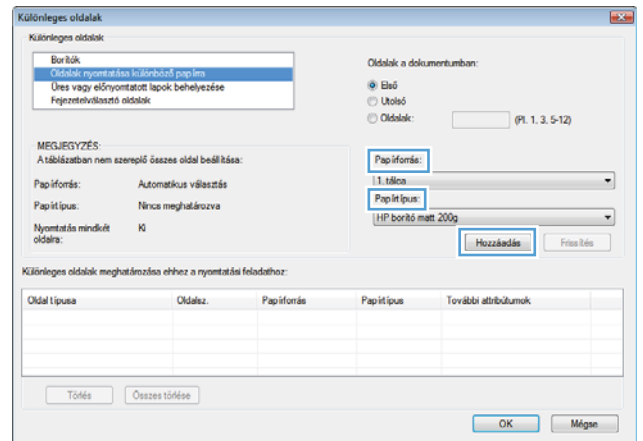 Különleges oldalak
Különleges oldalak
Borítók
Oldalak nyomtatása különböző papírra
Üres vagy előnyomtatott lapok behelyezése
Fejezetelválasztó oldalak
Oldalak a dokumentumban:
Első
Utolsó
Oldalak:
(Pl. 1, 3, 5-12)
MEGJEGYZÉS:
A táblázatban nem szereplő összes oldal beállítása:
Papírforrás:
Automatikus választás
Papírtípus:
Nincs meghatározva
Nyomtatás mindkét
oldalra:
Ki
Papírforrás:
1. tálca
Papírtípus:
HP borító matt 200g
Hozzáadás
Frissítés
Különleges oldalak meghatározása ehhez a nyomtatási feladathoz:
Oldal típusa
Oldalsz.
Papírforrás
Papírtípus
További attribútumok
Törlés
Összes törlése
OK
Mégse